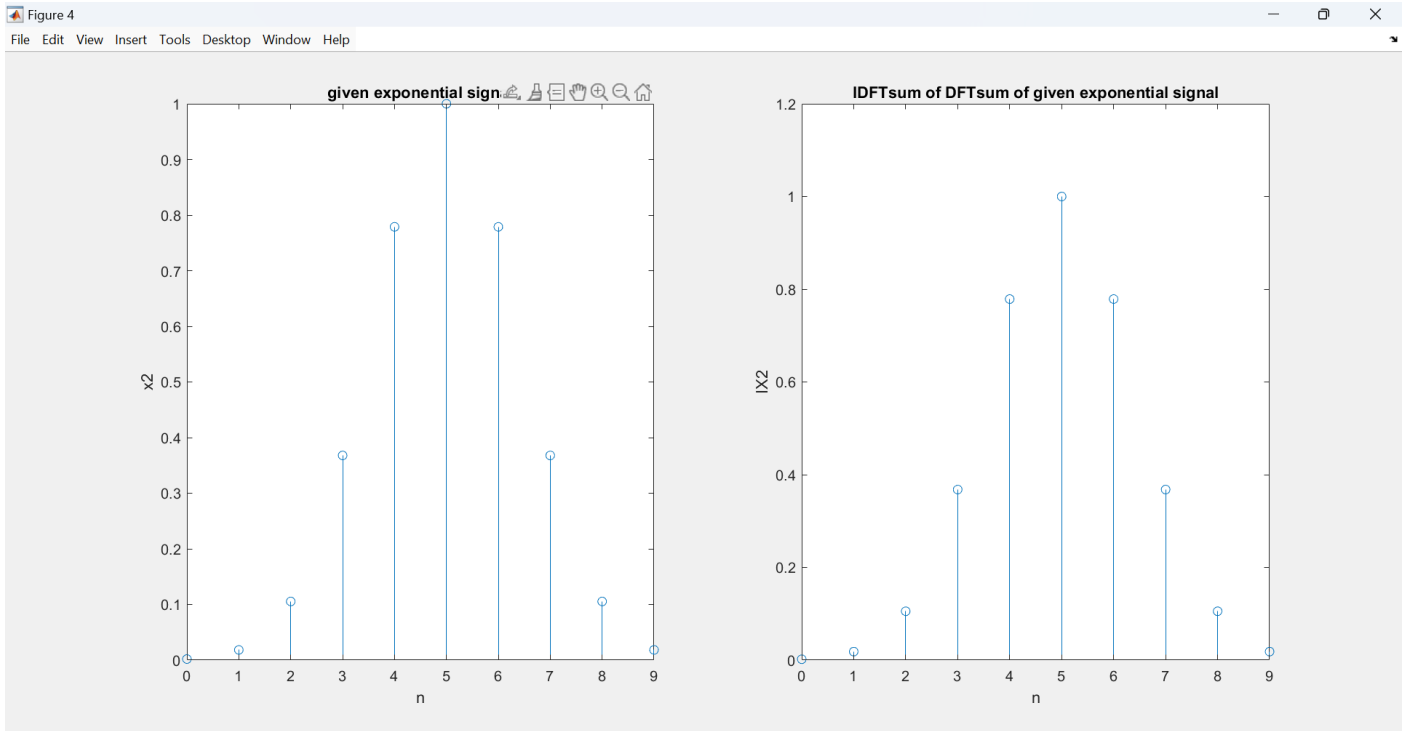 Figure 4
File Edit View Insert Tools Desktop Window Help
given exponential sign
1
0.9
0.8
0.7
0.6
0.5
0.4
0.3
0.2
0.1
0
x2
0 1 2 3 4 5 6 7 8 9
n
IDFTsum of DFTsum of given exponential signal
1.2
1
0.8
0.6
0.4
0.2
0
IX2
0 1 2 3 4 5 6 7 8 9
n